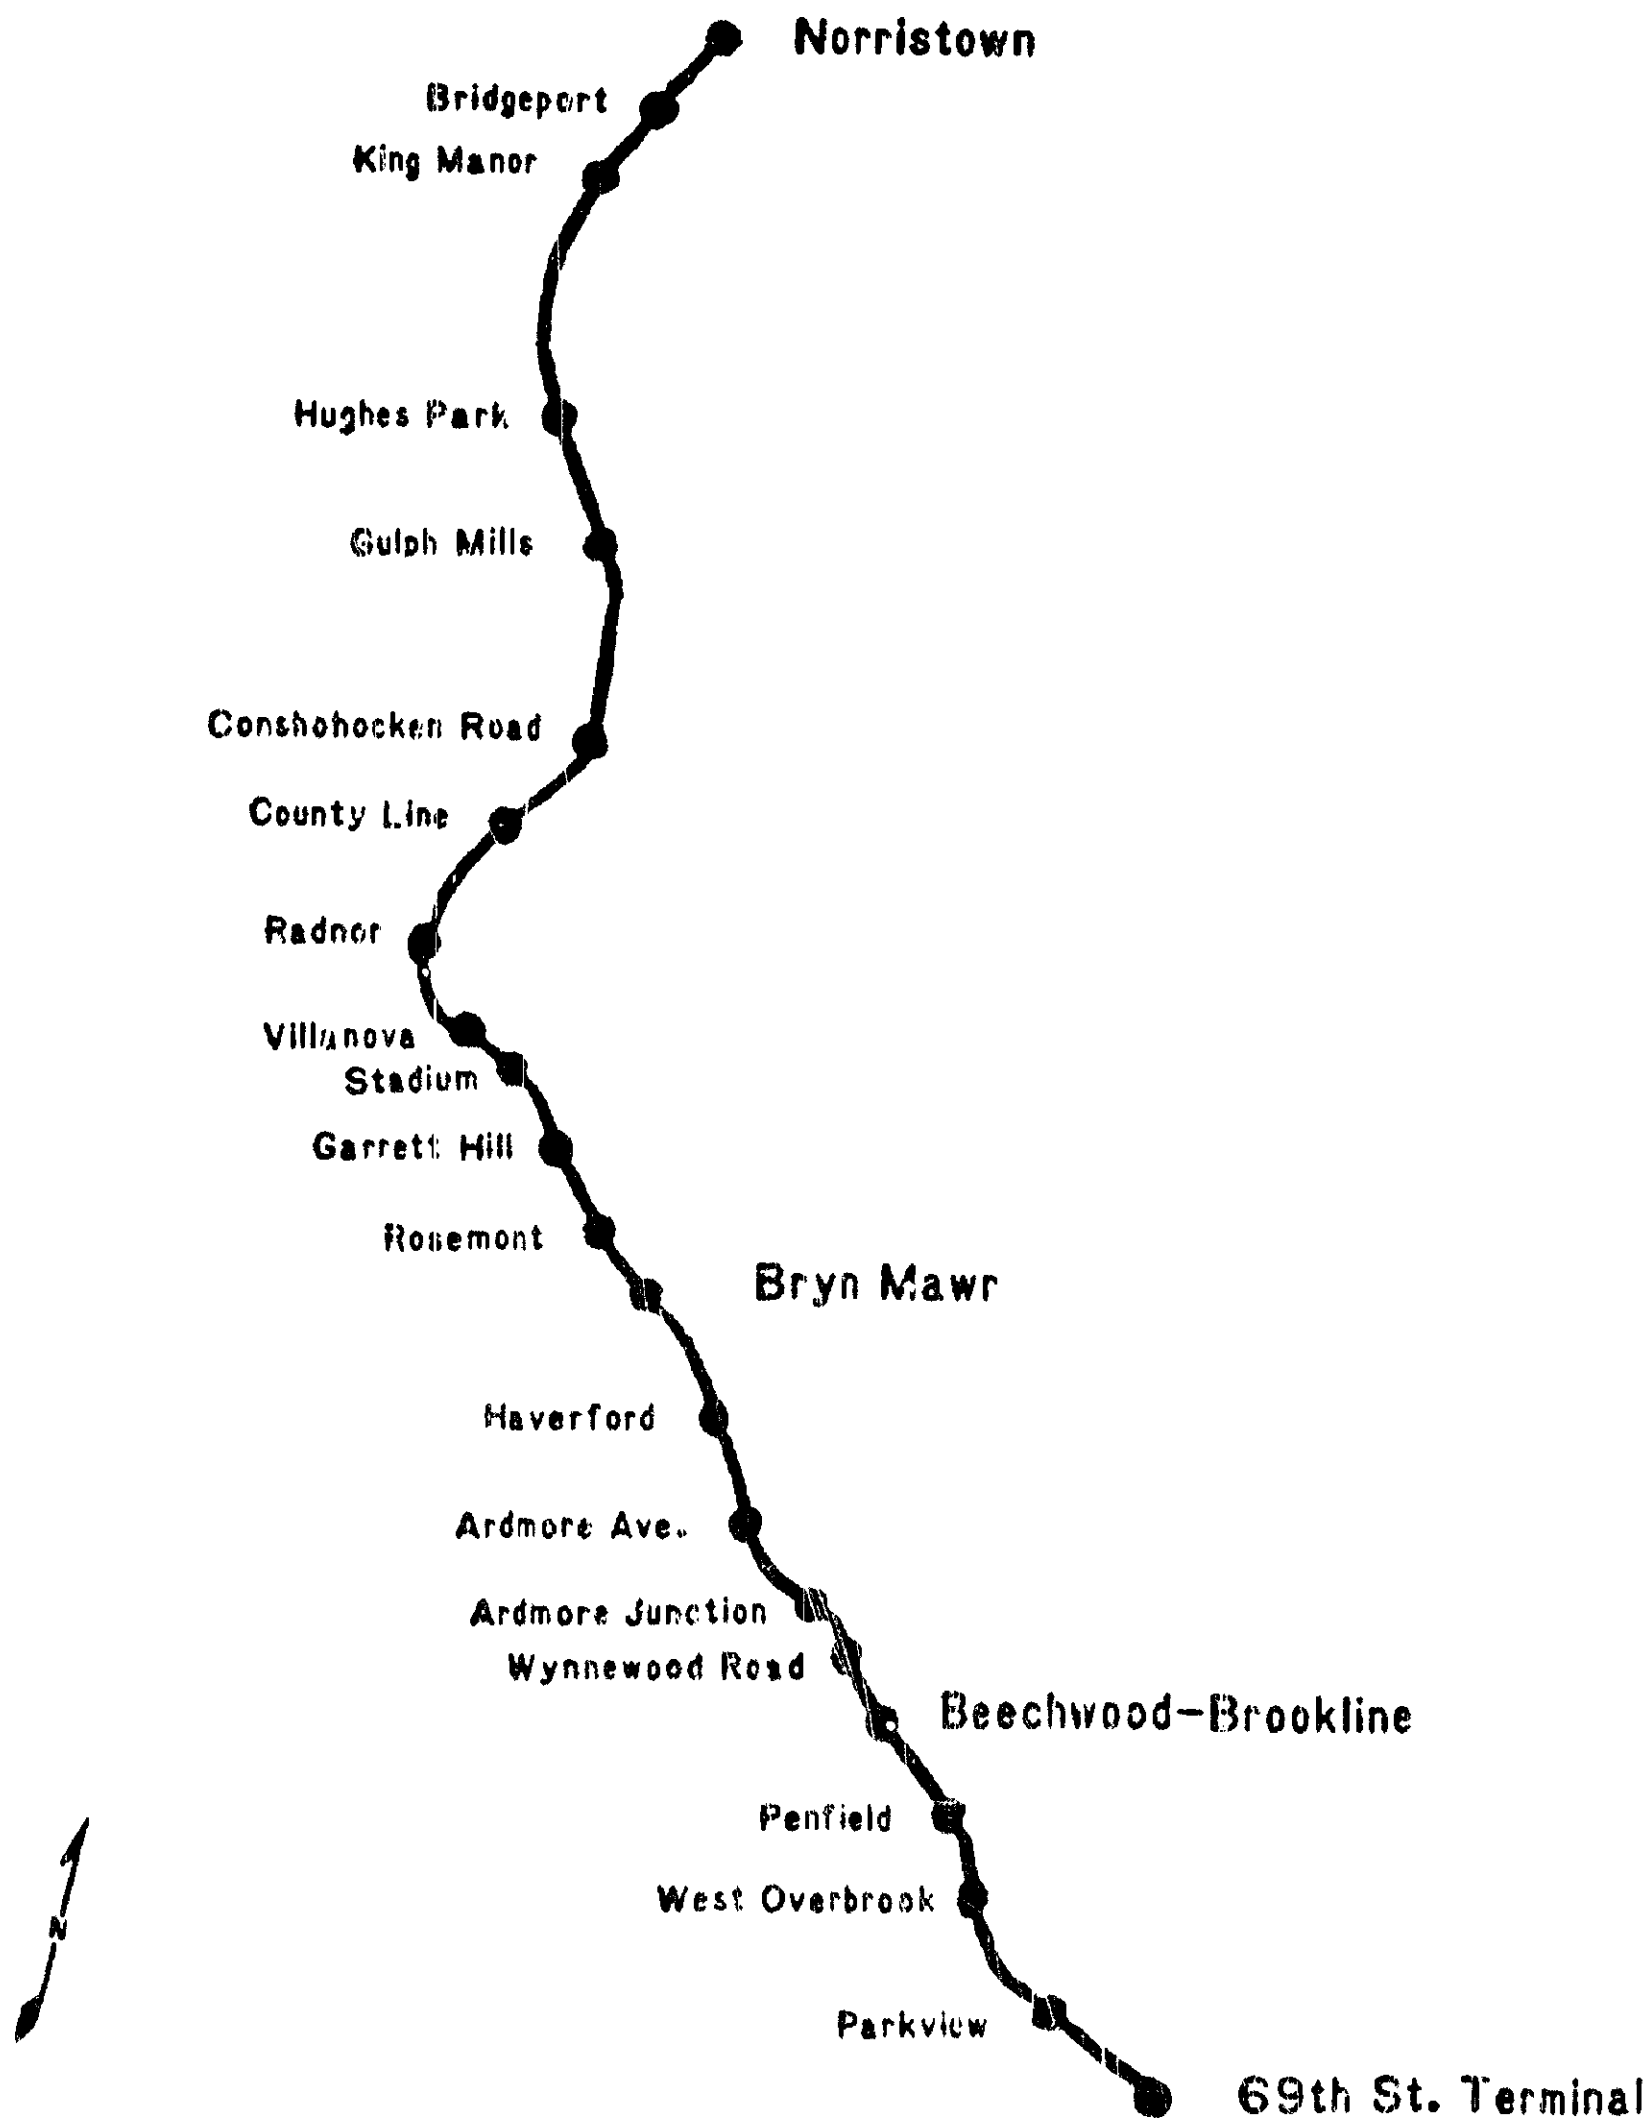 Norristown
Bridgeport
King Manor
Hughes Park
Gulph Mills
Conshohocken Road
County Line
Radnor
Villanova
Stadium
Garrett Hill
Rosemont
Bryn Mawr
Haverford
Ardmore Ave.
Ardmore Junction
Wynnewood Road
Beechwood-Brookline
Penfield
West Overbrook
N
Parkview
69th St. Terminal